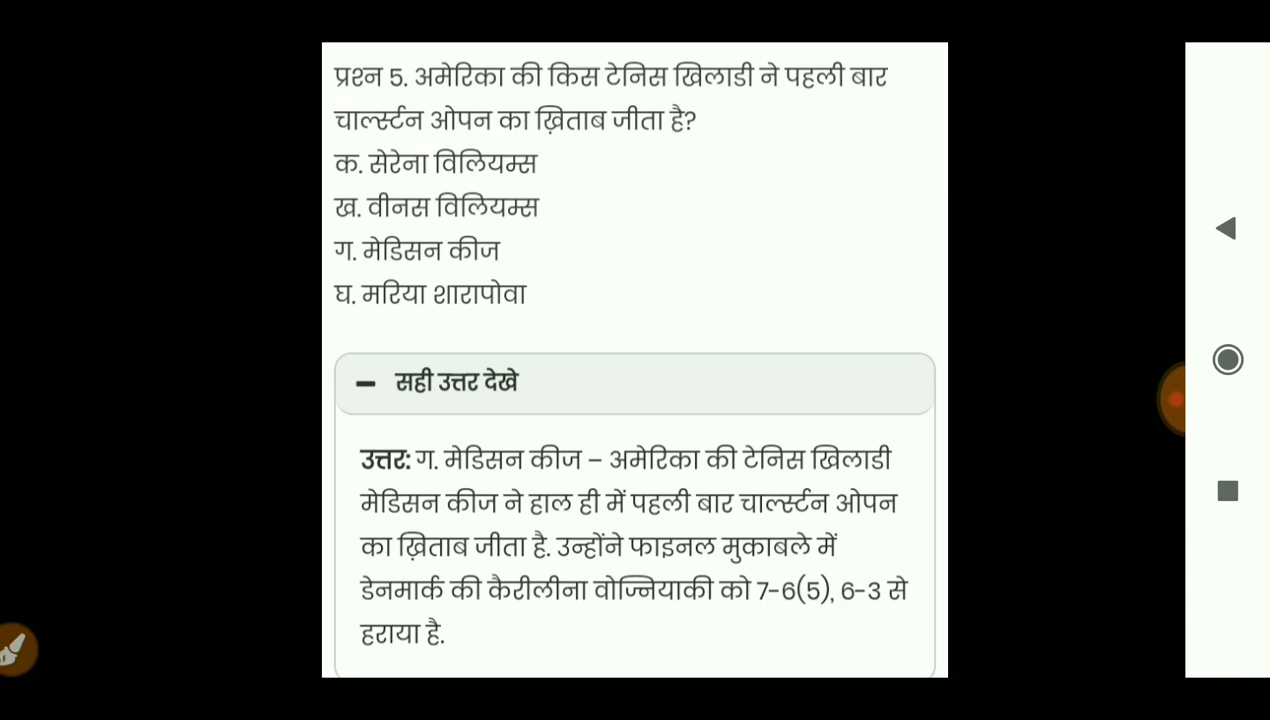 प्रश्न 5. अमेरिका की किस टेनिस खिलाडी ने पहली बार
चार्ल्स्टन ओपन का ख़िताब जीता है?
क. सेरेना विलियम्स
ख. वीनस विलियम्स
ग. मेडिसन कीज
घ. मरिया शारापोवा
सही उत्तर देखे
उत्तर: ग. मेडिसन कीज – अमेरिका की टेनिस खिलाडी
मेडिसन कीज ने हाल ही में पहली बार चार्ल्स्टन ओपन
का ख़िताब जीता है. उन्होंने फाइनल मुकाबले में
डेनमार्क की कैरीलीना वोज्नियाकी को 7-6(5), 6-3 से
हराया है.